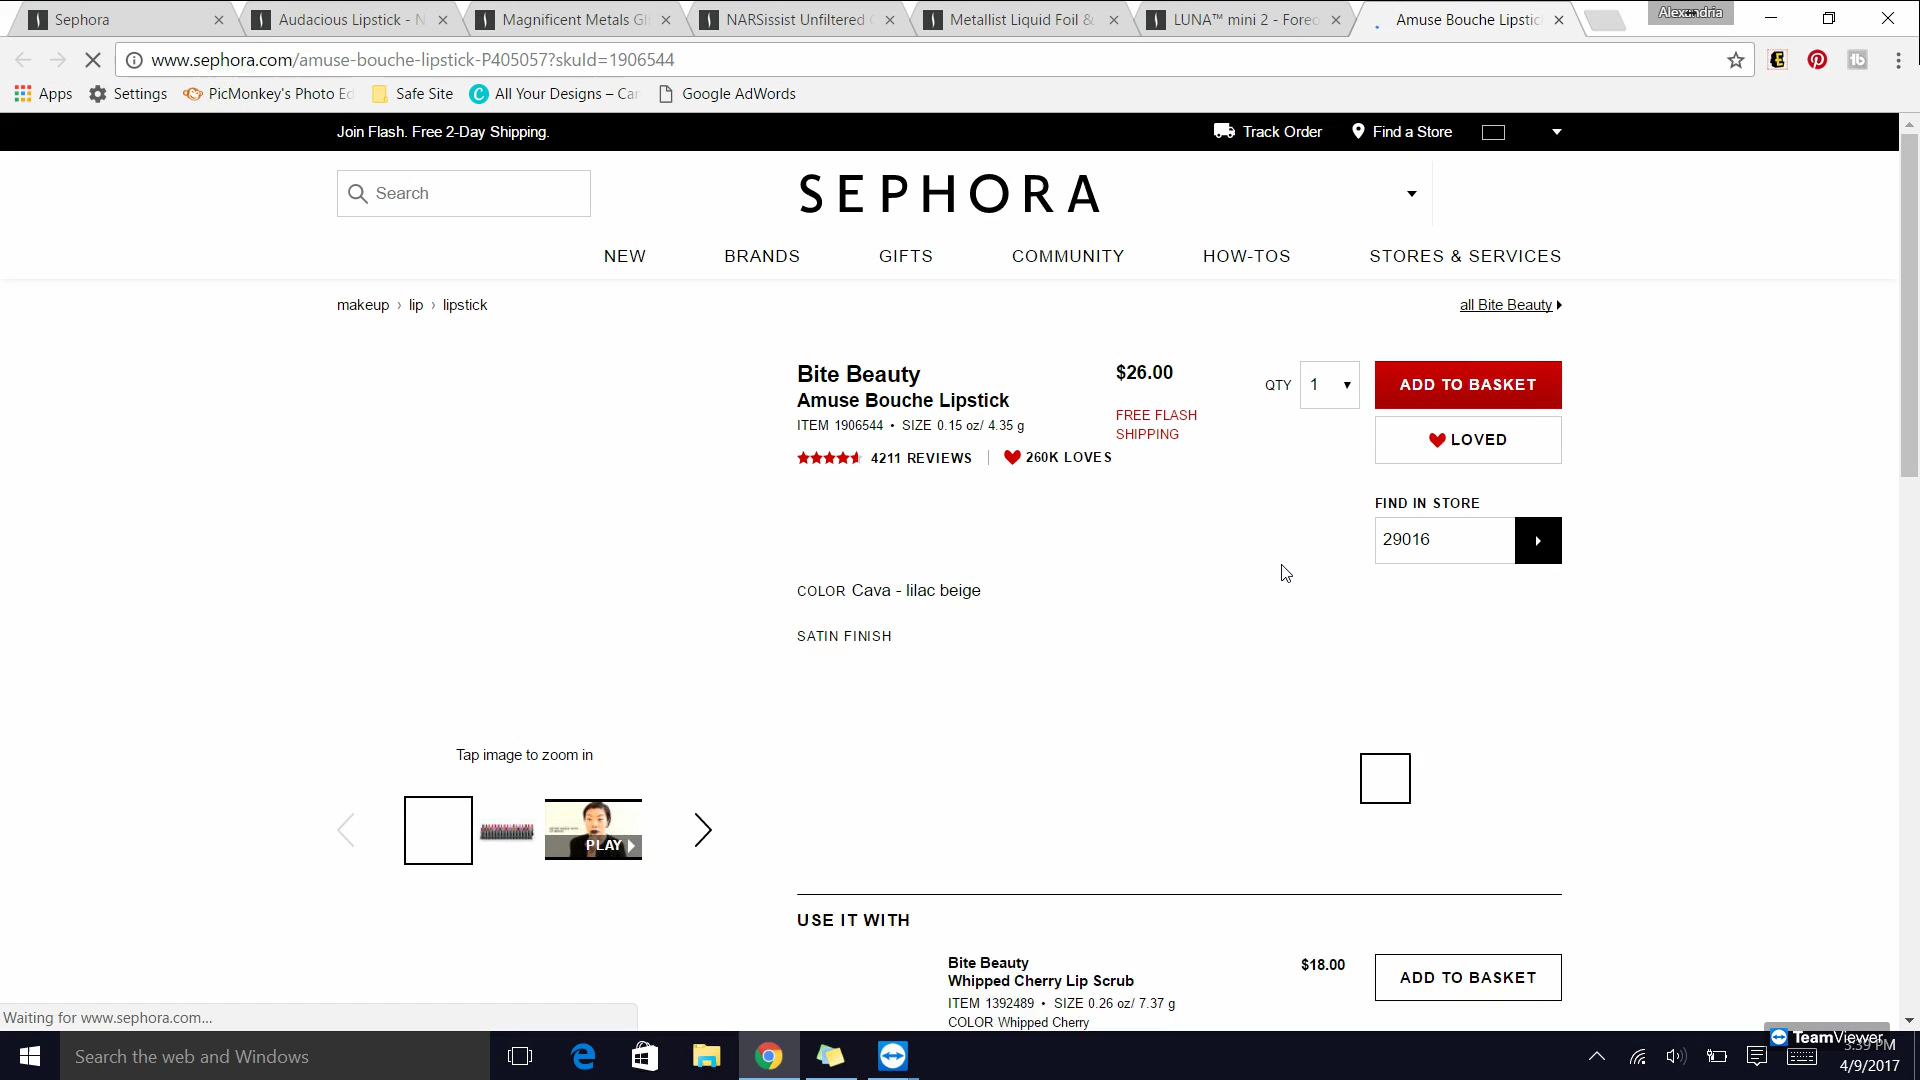 Sephora
Audacious Lipstick - N
Magnificent Metals Gl
NARSissist Unfiltered
Metallist Liquid Foil &
LUNA™ mini 2 - Foreo
Amuse Bouche Lipstic
Alexandria
www.sephora.com/amuse-bouche-lipstick-P405057?skuId=1906544
Apps
Settings
PicMonkey's Photo Ed
Safe Site
All Your Designs – Can
Google AdWords
Join Flash. Free 2-Day Shipping.
Track Order
Find a Store
Search
SEPHORA
NEW
BRANDS
GIFTS
COMMUNITY
HOW-TOS
STORES & SERVICES
makeup › lip › lipstick
all Bite Beauty
Bite Beauty
Amuse Bouche Lipstick
ITEM 1906544 • SIZE 0.15 oz/ 4.35 g
4211 REVIEWS
260K LOVES
$26.00
FREE FLASH
SHIPPING
QTY 1
ADD TO BASKET
LOVED
FIND IN STORE
29016
COLOR Cava - lilac beige
SATIN FINISH
Tap image to zoom in
PLAY
USE IT WITH
Bite Beauty
Whipped Cherry Lip Scrub
ITEM 1392489 • SIZE 0.26 oz/ 7.37 g
COLOR Whipped Cherry
$18.00
ADD TO BASKET
Waiting for www.sephora.com...
Search the web and Windows
TeamViewer
3:39 PM
4/9/2017